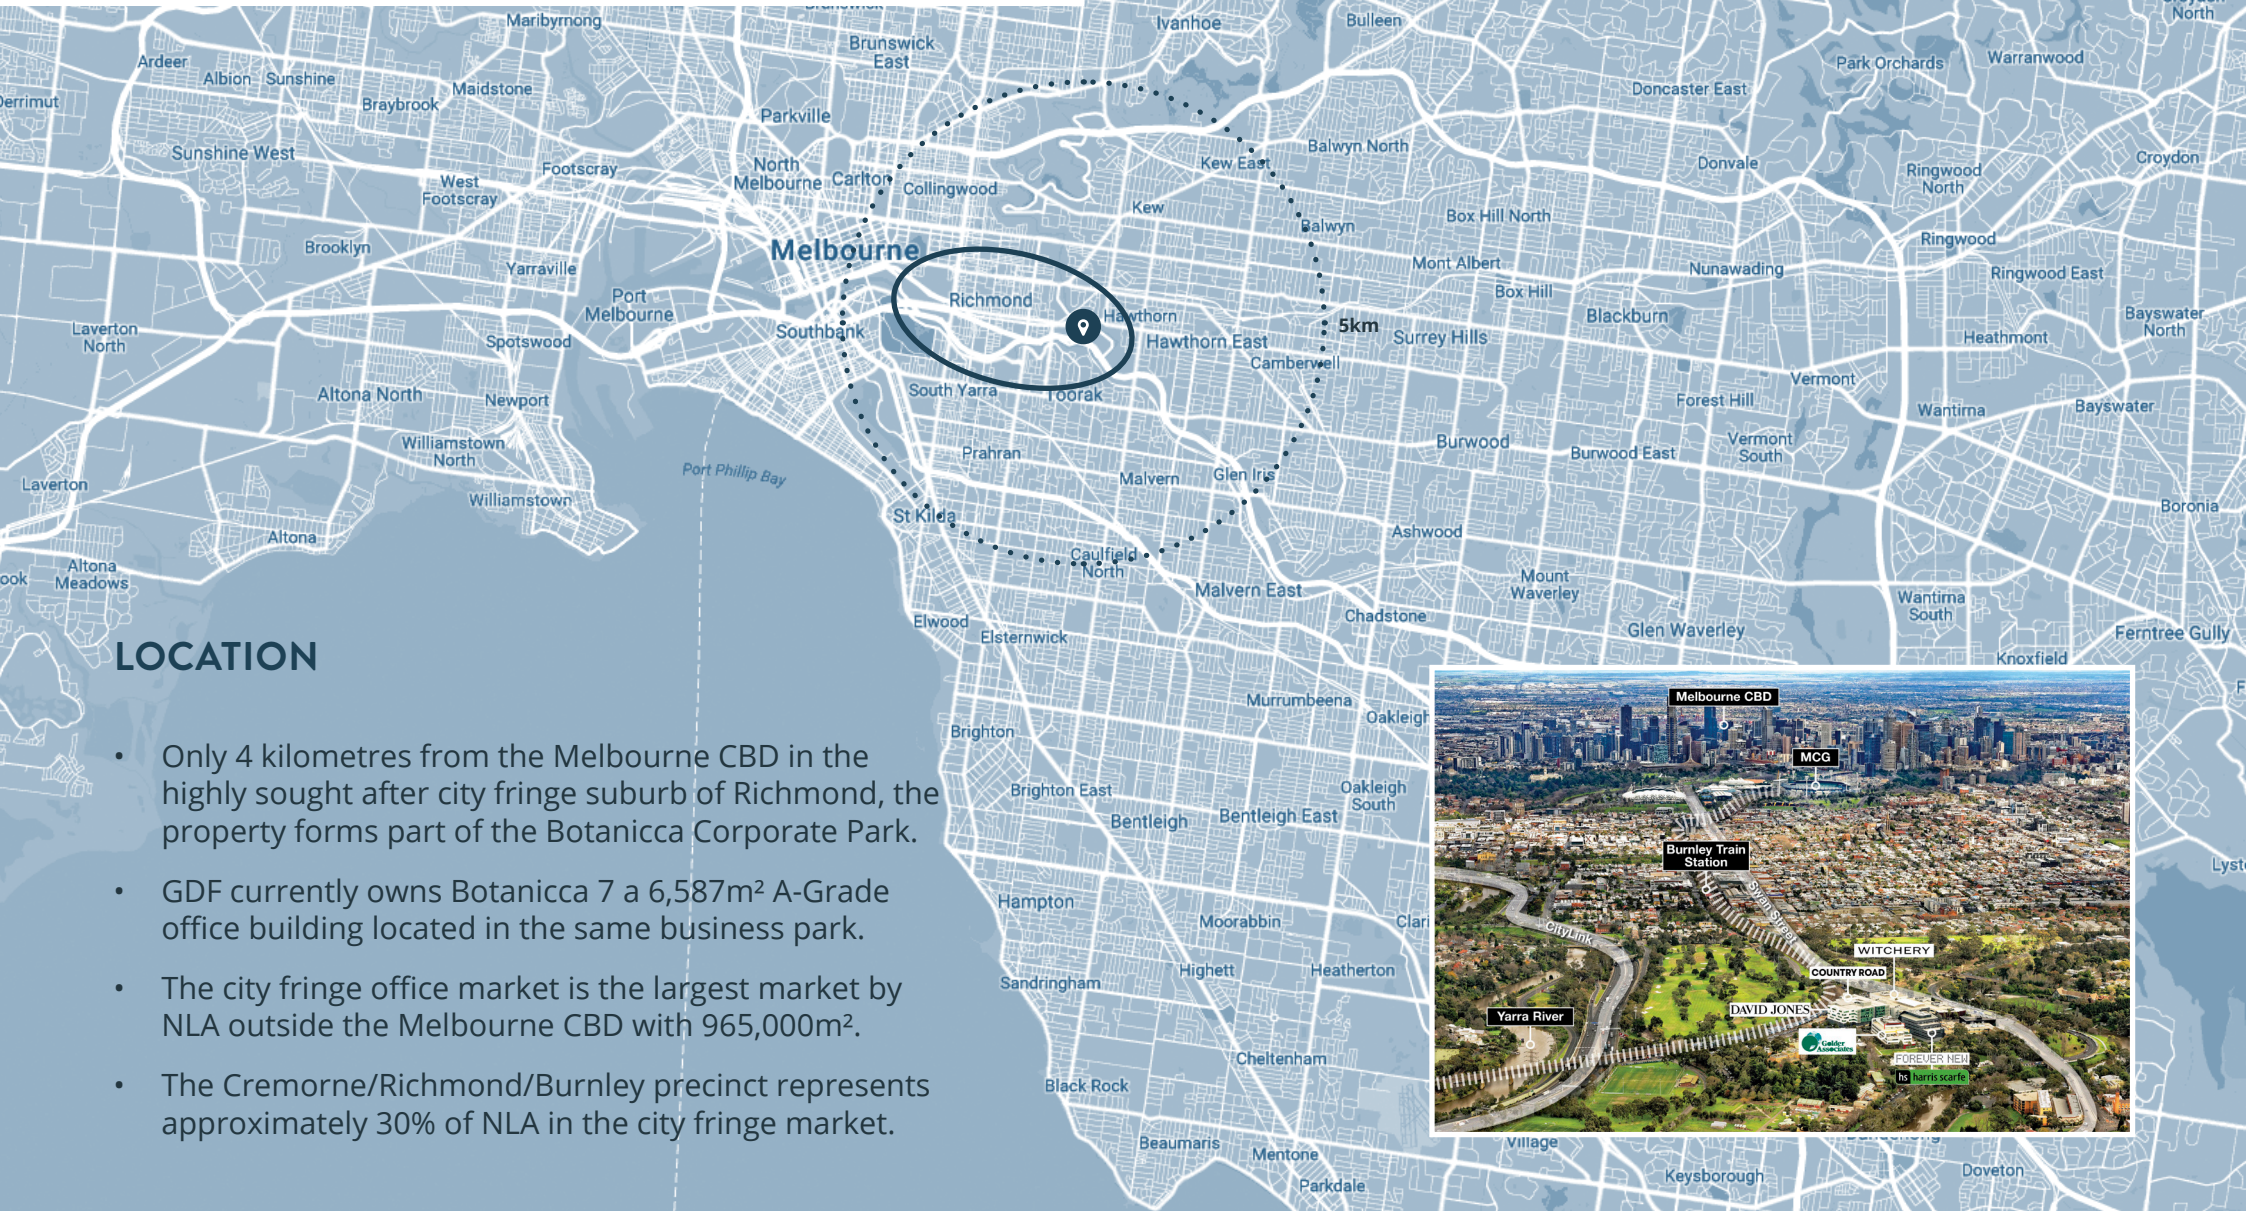 Maribyrnong
Ivanhoe
Bulleen
North
Brunswick
East
Ardeer
Albion
Sunshine
Maidstone
Braybrook
Parkville
Doncaster East
Park Orchards
Warranwood
Sunshine West
Footscray
North
Melbourne
Carlton
Collingwood
Kew East
Balwyn North
Donvale
Ringwood
North
Croydon
West
Footscray
Kew
Balwyn
Box Hill North
Ringwood
Brooklyn
Yarraville
Melbourne
Mont Albert
Nunawading
Ringwood East
Port
Melbourne
Richmond
Hawthorn
Box Hill
Blackburn
Bayswater
North
Laverton
North
Spotswood
Southbank
Hawthorn East
Camberwell
5km
Surrey Hills
Heathmont
Altona North
Newport
South Yarra
Toorak
Vermont
Forest Hill
Wantirna
Bayswater
Williamstown
North
Prahran
Burwood
Burwood East
Vermont
South
Laverton
Port Phillip Bay
Malvern
Glen Iris
Williamstown
St Kilda
Boronia
Altona
Ashwood
Caulfield
North
Altona
Meadows
Malvern East
Mount
Waverley
Wantirna
South
Elwood
Elsternwick
Chadstone
Glen Waverley
Ferntree Gully
Knoxfield
LOCATION
• Only 4 kilometres from the Melbourne CBD in the
highly sought after city fringe suburb of Richmond, the
property forms part of the Botanicca Corporate Park.
• GDF currently owns Botanicca 7 a 6,587m² A-Grade
office building located in the same business park.
• The city fringe office market is the largest market by
NLA outside the Melbourne CBD with 965,000m².
• The Cremorne/Richmond/Burnley precinct represents
approximately 30% of NLA in the city fringe market.
Murrumbeena
Oakleigh
Brighton
Brighton East
Oakleigh
South
Bentleigh
Bentleigh East
Hampton
Moorabbin
Sandringham
Highett
Heatherton
Cheltenham
Black Rock
Beaumaris
Mentone
Parkdale
Village
Keysborough
Doveton
Melbourne CBD
MCG
Burnley Train
Station
Swan Street
CityLink
WITCHERY
COUNTRY ROAD
DAVID JONES
Yarra River
Golder
Associates
FOREVER NEW
hs harris scarfe